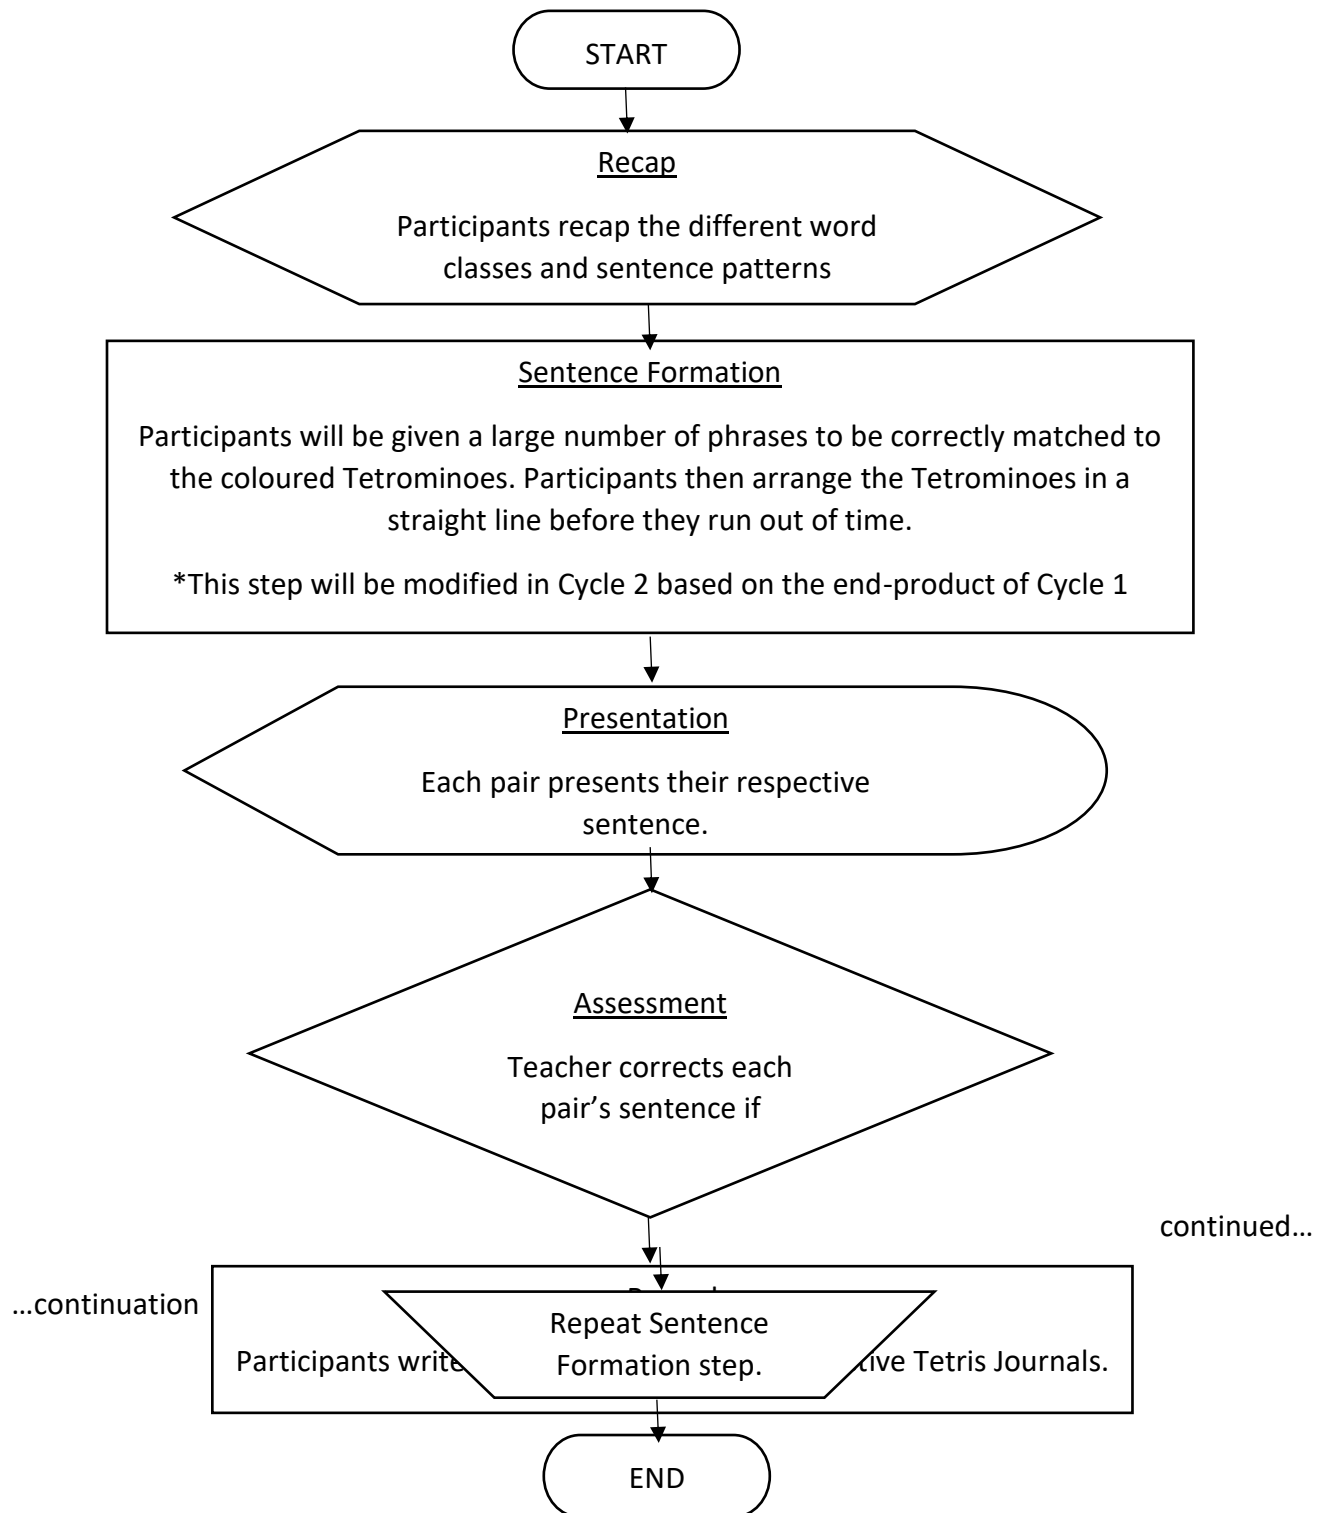 START
Recap
Participants recap the different word
classes and sentence patterns
Sentence Formation
Participants will be given a large number of phrases to be correctly matched to
the coloured Tetrominoes. Participants then arrange the Tetrominoes in a
straight line before they run out of time.
*This step will be modified in Cycle 2 based on the end-product of Cycle 1
Presentation
Each pair presents their respective
sentence.
Assessment
Teacher corrects each
pair’s sentence if
continued…
…continuation
Repeat Sentence
Formation step.
Participants write Tetris Journals.
END